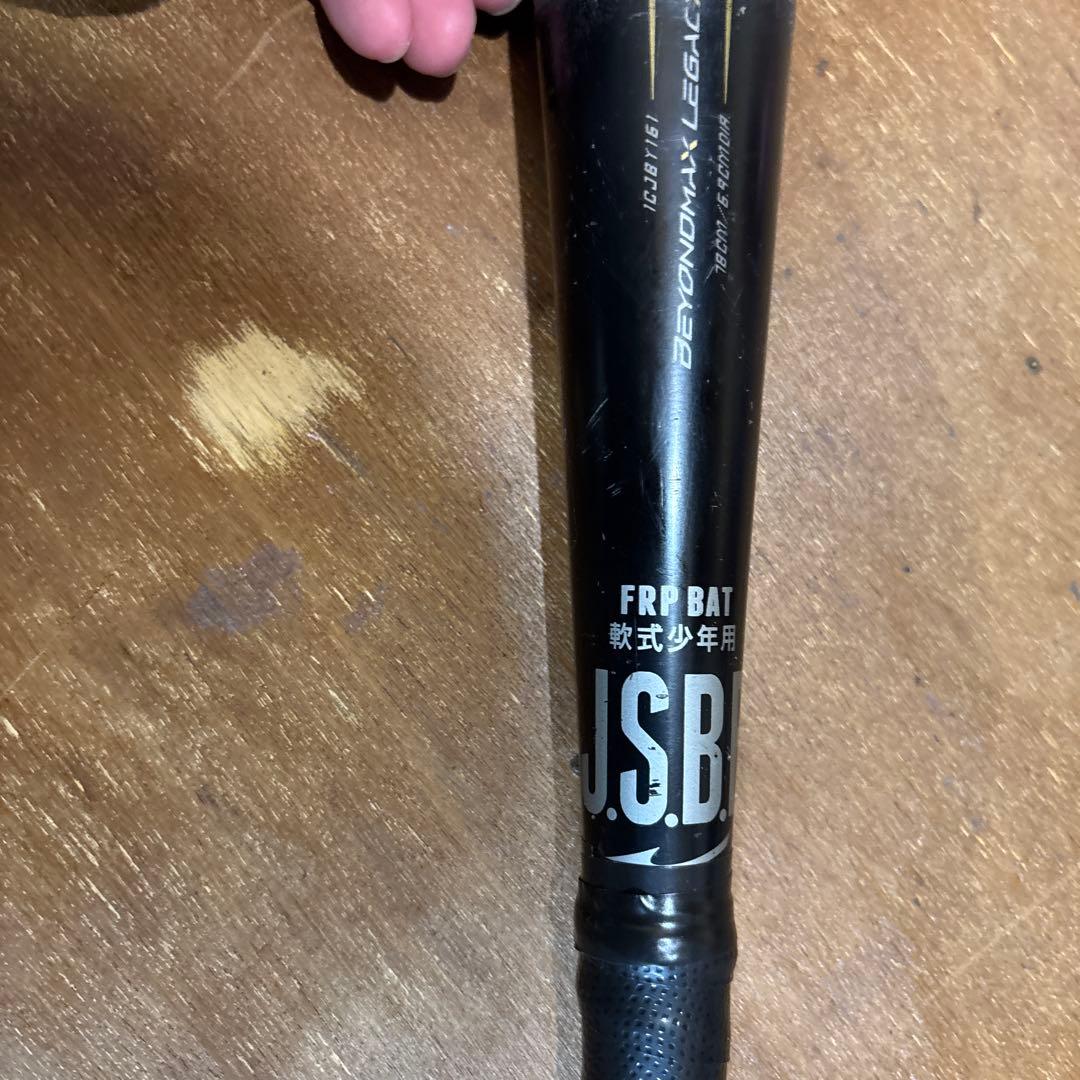 BEYONDMAX LEGAC
1CJBY161
78CM/6.9CMDIA.
FRP BAT
軟式少年用
J.S.B.